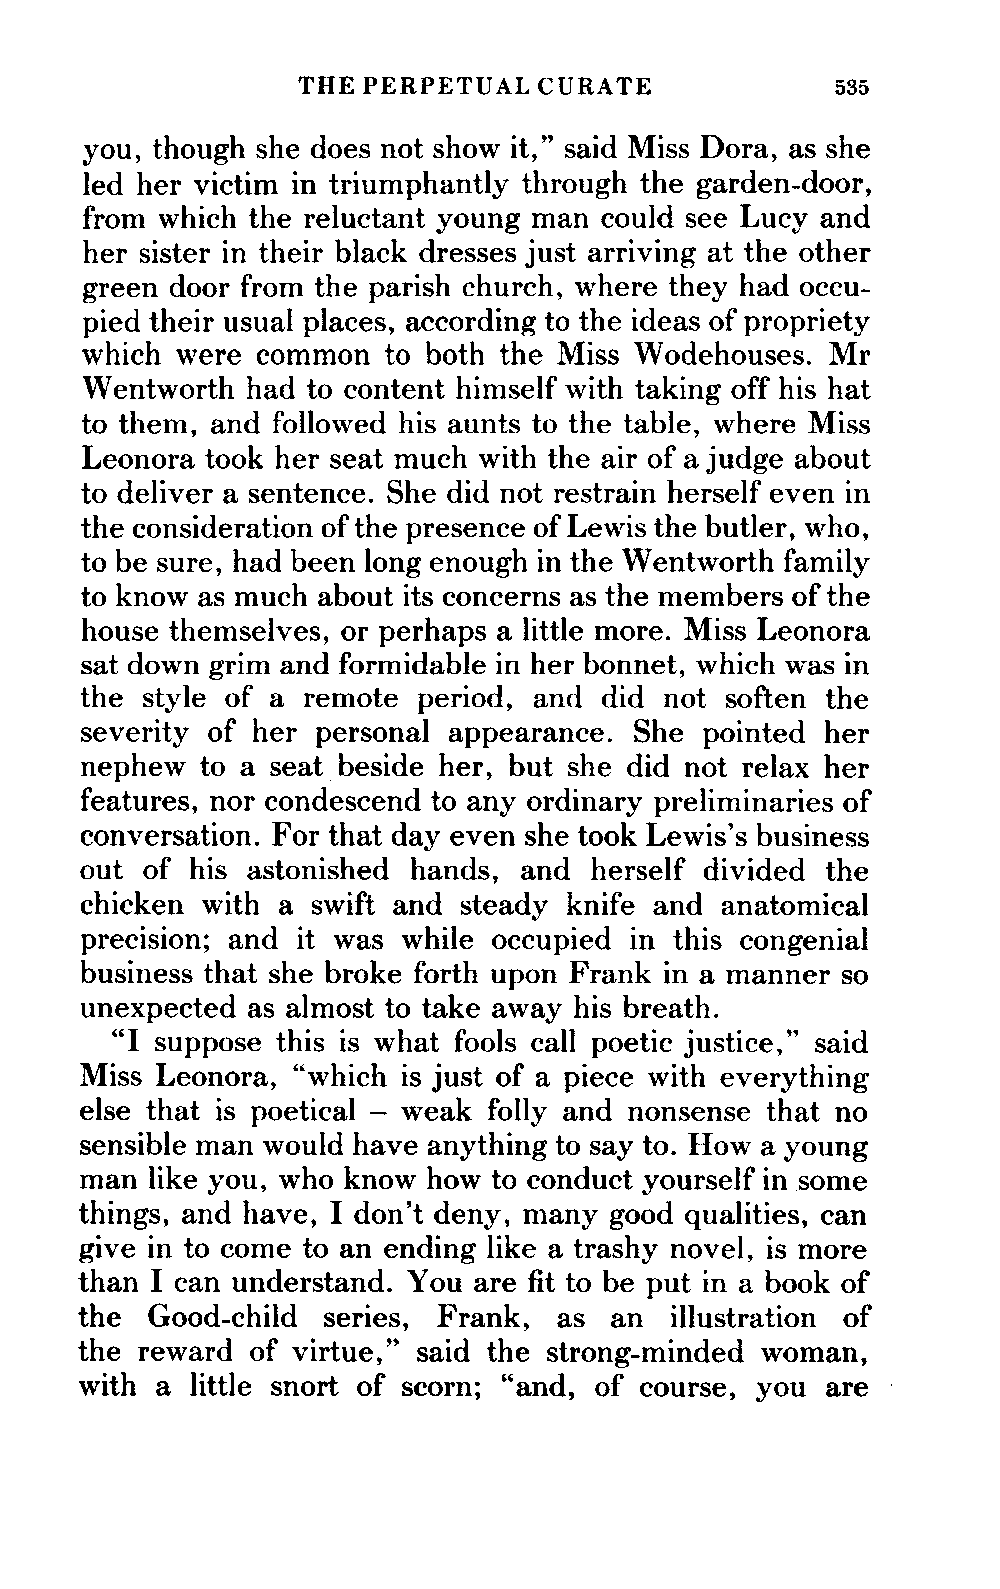 THE PERPETUAL CURATE 535
you, though she does not show it,” said Miss Dora, as she
led her victim in triumphantly through the garden-door,
from which the reluctant young man could see Lucy and
her sister in their black dresses just arriving at the other
green door from the parish church, where they had occu-
pied their usual places, according to the ideas of propriety
which were common to both the Miss Wodehouses. Mr
Wentworth had to content himself with taking off his hat
to them, and followed his aunts to the table, where Miss
Leonora took her seat much with the air of a judge about
to deliver a sentence. She did not restrain herself even in
the consideration of the presence of Lewis the butler, who,
to be sure, had been long enough in the Wentworth family
to know as much about its concerns as the members of the
house themselves, or perhaps a little more. Miss Leonora
sat down grim and formidable in her bonnet, which was in
the style of a remote period, and did not soften the
severity of her personal appearance. She pointed her
nephew to a seat beside her, but she did not relax her
features, nor condescend to any ordinary preliminaries of
conversation. For that day even she took Lewis’s business
out of his astonished hands, and herself divided the
chicken with a swift and steady knife and anatomical
precision; and it was while occupied in this congenial
business that she broke forth upon Frank in a manner so
unexpected as almost to take away his breath.
“I suppose this is what fools call poetic justice,” said
Miss Leonora, “which is just of a piece with everything
else that is poetical – weak folly and nonsense that no
sensible man would have anything to say to. How a young
man like you, who know how to conduct yourself in some
things, and have, I don’t deny, many good qualities, can
give in to come to an ending like a trashy novel, is more
than I can understand. You are fit to be put in a book of
the Good-child series, Frank, as an illustration of
the reward of virtue,” said the strong-minded woman,
with a little snort of scorn; “and, of course, you are